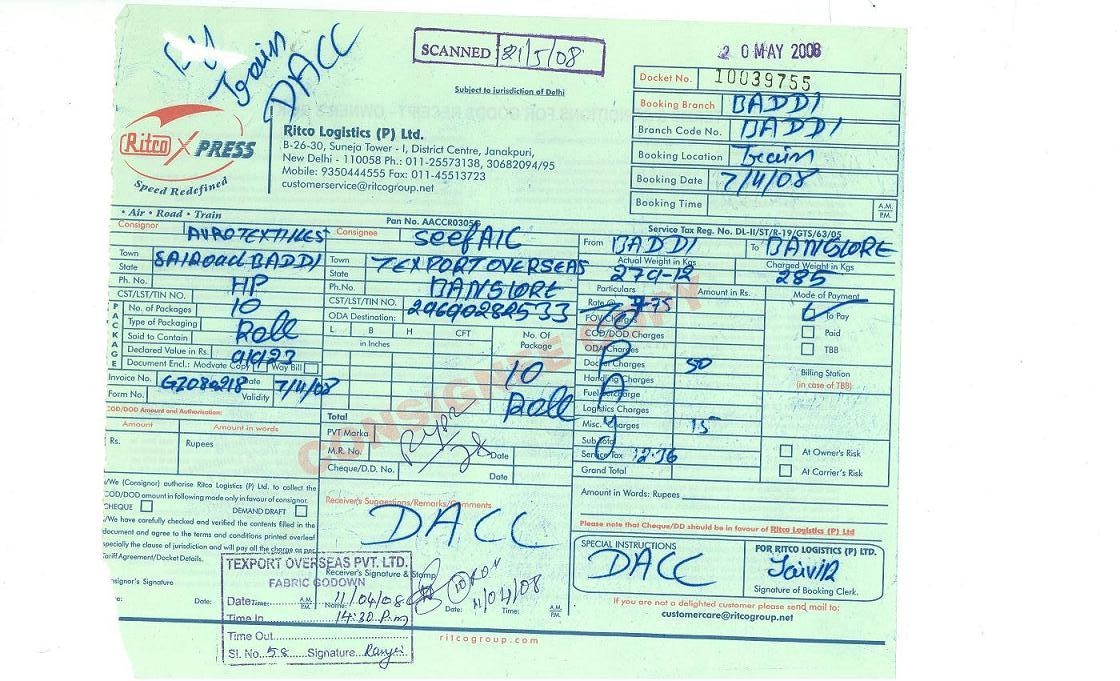 By Train
DACC
SCANNED 21/5/08
20 MAY 2008
Subject to jurisdiction of Delhi
Docket No. 10039755
Booking Branch BADDI
Branch Code No. BADDI
Booking Location Train
Booking Date 7/4/08
Booking Time A.M. P.M.
Ritco XPRESS
Speed Redefined
• Air • Road • Train
Ritco Logistics (P) Ltd.
B-26-30, Suneja Tower - I, District Centre, Janakpuri,
New Delhi - 110058 Ph.: 011-25573138, 30682094/95
Mobile: 9350444555 Fax: 011-45513723
customerservice@ritcogroup.net
Pan No. AACCR0305
Service Tax Reg. No. DL-II/ST/R-19/GTS/63/05
Consignor AURO TEXTILES
Town SAI Road BADDI
State HP
Ph. No.
CST/LST/TIN NO.
PACKAGE
No. of Packages 10
Type of Packaging Roll
Said to Contain
Declared Value in Rs.
Document Encl.: Modvate Copy Way Bill
Invoice No. Date 7/4/08
Form No. Validity
COD/DOD Amount and Authorisation:
Amount Amount in words
Rs. Rupees
Consignee
Town TEXPORT OVERSEAS
State
Ph.No. BANGLORE
CST/LST/TIN NO.
ODA Destination:
L B H CFT No. Of Package
in Inches
10
Roll
Total
PVT Marka
M.R. No. Date
Cheque/D.D. No. Date
From BADDI To BANGLORE
Actual Weight in Kgs Charged Weight in Kgs
285
Particulars Amount in Rs. Mode of Payment
Rate @
FOV Charges
To Pay
COD/DOD Charges
Paid
ODA Charges
TBB
Docket Charges 50
Handling Charges
Billing Station
(in case of TBB)
Fuel Surcharge
Logistics Charges
Misc. Charges 15
Sub Total
Service Tax 12.36
Grand Total
At Owner's Risk
At Carrier's Risk
Amount in Words: Rupees
CONSIGNEE COPY
I/We (Consignor) authorise Ritco Logistics (P) Ltd. to collect the
COD/DOD amount in following mode only in favour of consignor.
CHEQUE DEMAND DRAFT
I/We have carefully checked and verified the contents filled in the
document and agree to the terms and conditions printed overleaf
especially the clause of jurisdiction and will pay all the charge as per
Tariff Agreement/Docket Details.
Consignor's Signature
Date: Time: A.M. P.M.
Receiver's Suggestions/Remarks/Comments
DACC
Receiver's Signature & Stamp
Name: Date: 11/04/08 Time: A.M. P.M.
TEXPORT OVERSEAS PVT. LTD.
FABRIC GODOWN
Date 11/04/08
Time In 14:30 P.m
Time Out
Sl. No. 58 Signature
Please note that Cheque/DD should be in favour of Ritco Logistics (P) Ltd
SPECIAL INSTRUCTIONS
DACC
FOR RITCO LOGISTICS (P) LTD.
Signature of Booking Clerk.
If you are not a delighted customer please send mail to:
customercare@ritcogroup.net
ritcogroup.com